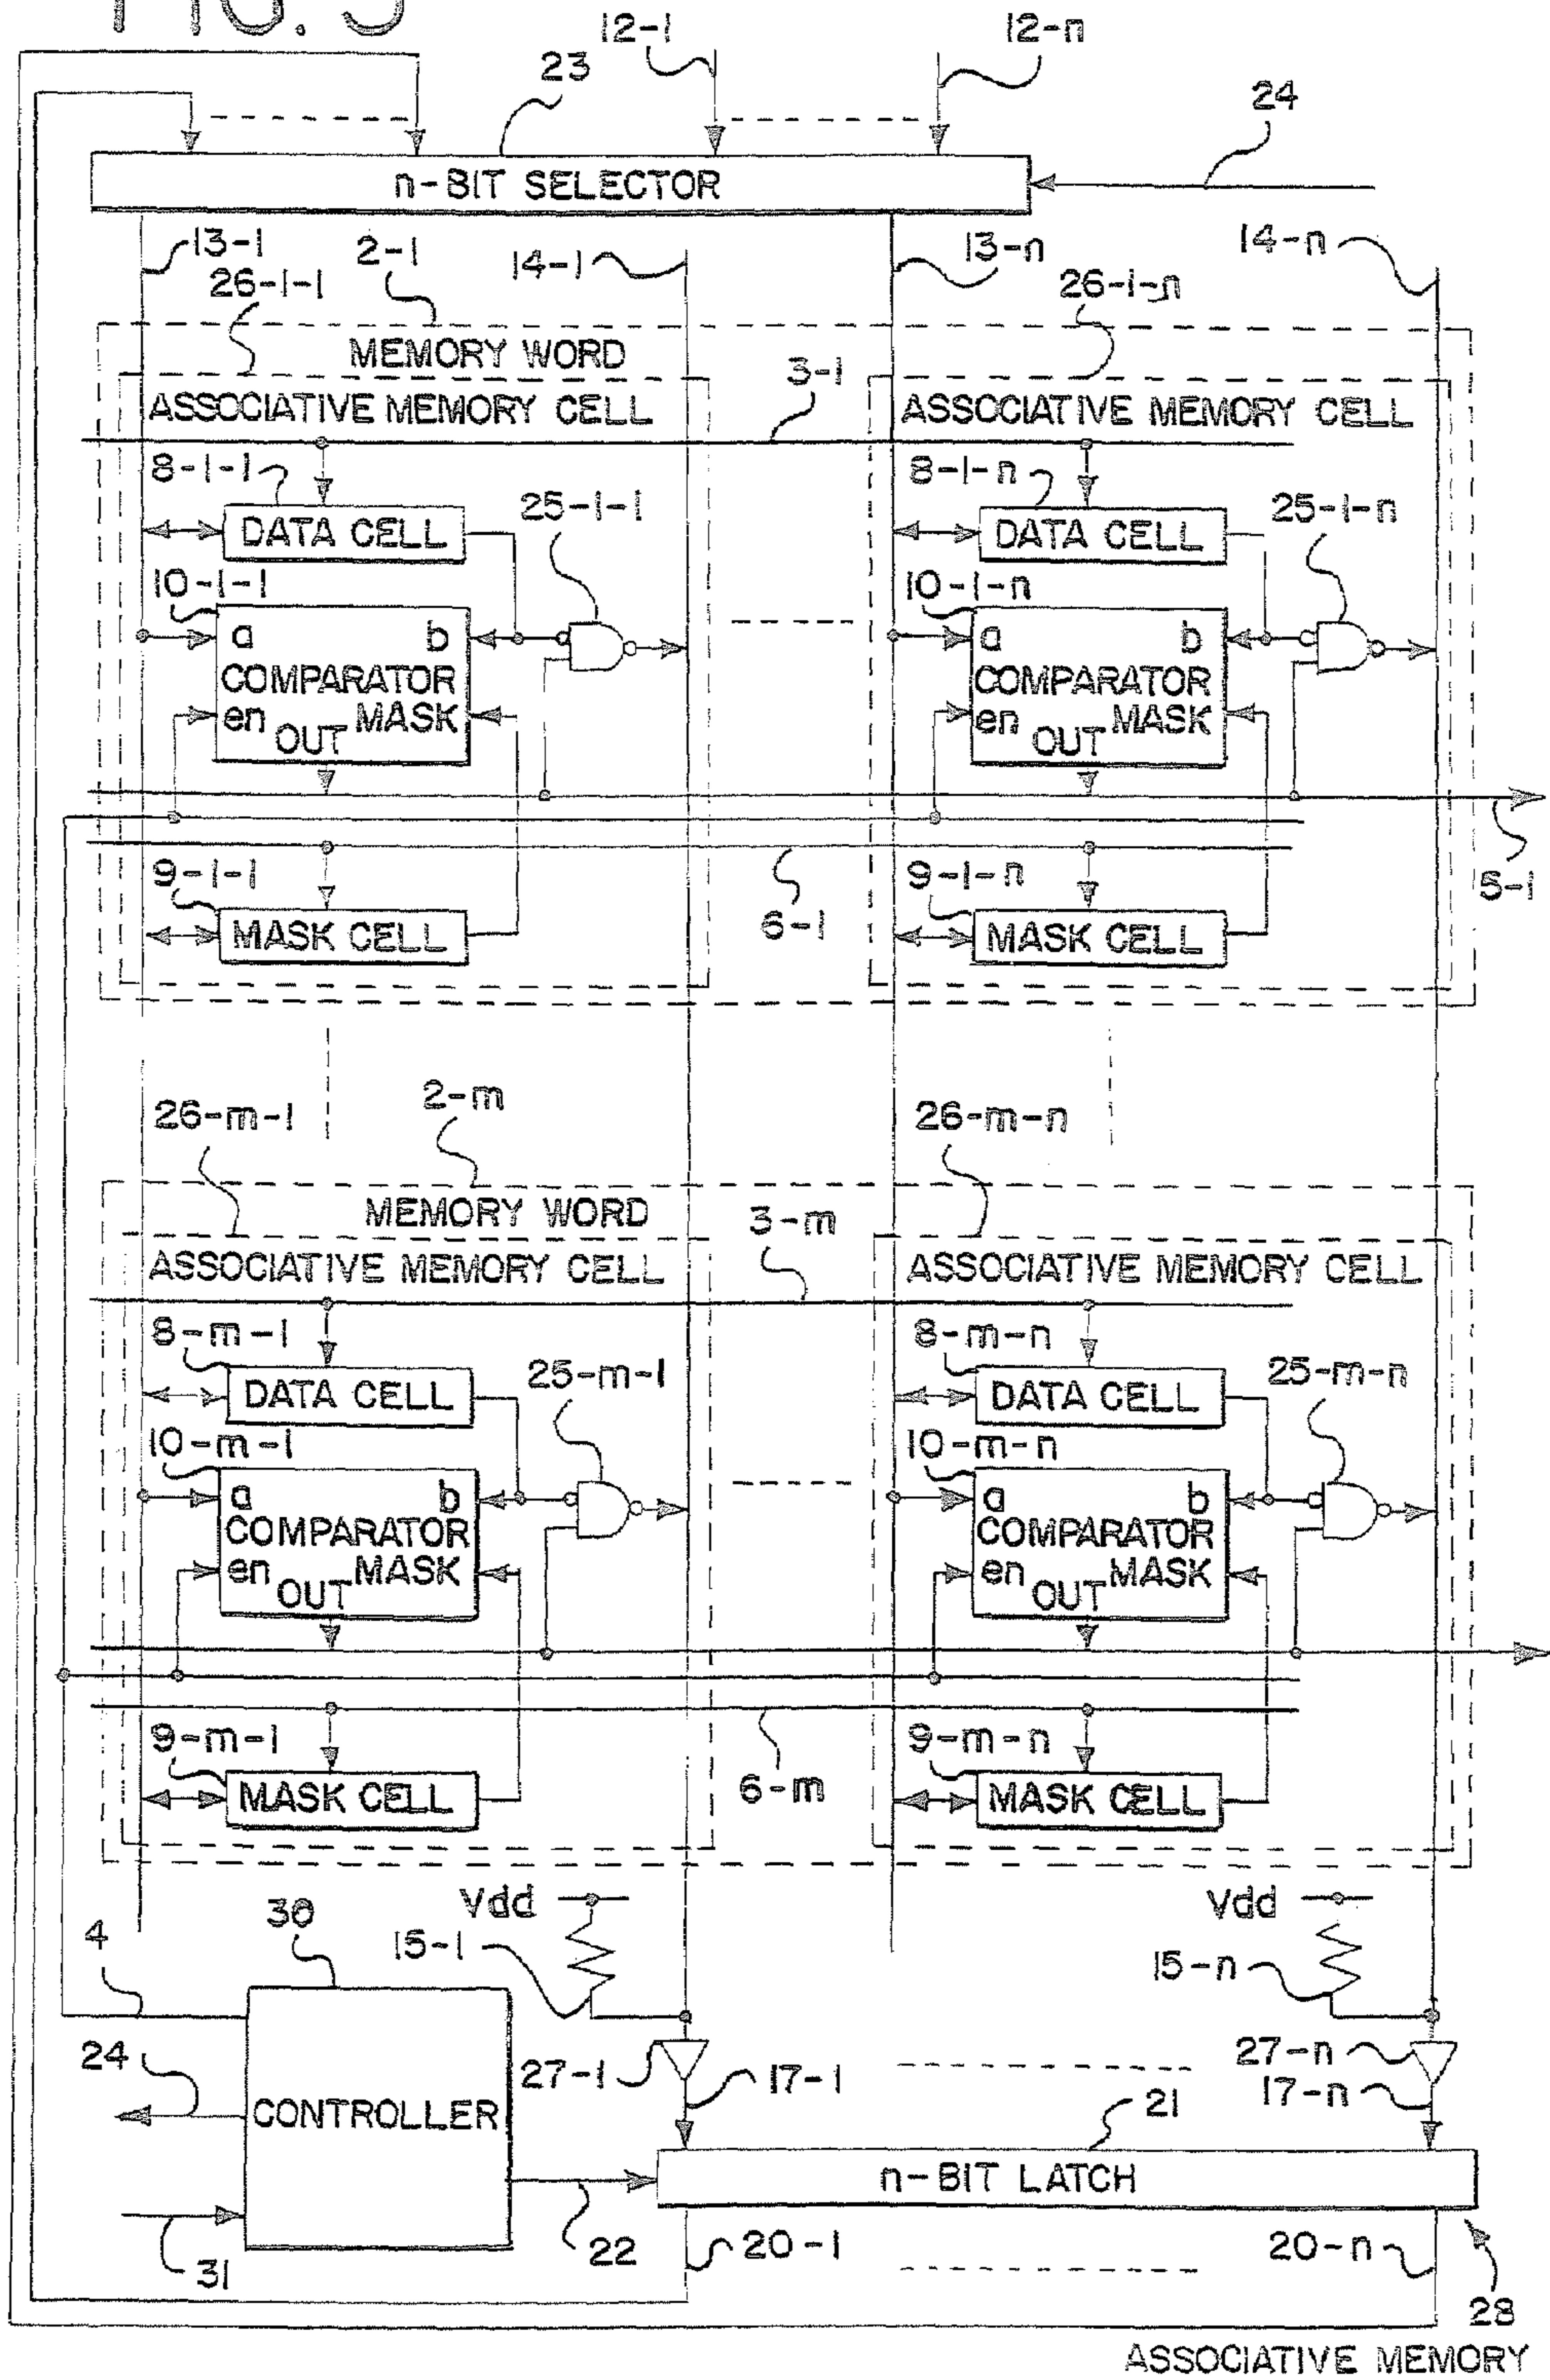 FIG. 5
12-1 12-n
23 24
n-BIT SELECTOR
13-1 2-1 14-1 13-n 14-n
26-1-1 26-1-n
MEMORY WORD
3-1
ASSOCIATIVE MEMORY CELL ASSOCIATIVE MEMORY CELL
8-1-1 25-1-1 8-1-n 25-1-n
DATA CELL DATA CELL
10-1-1 10-1-n
a b a b
COMPARATOR COMPARATOR
en MASK en MASK
OUT OUT
9-1-1 6-1 9-1-n 5-1
MASK CELL MASK CELL
26-m-1 2-m 26-m-n
MEMORY WORD 3-m
ASSOCIATIVE MEMORY CELL ASSOCIATIVE MEMORY CELL
8-m-1 25-m-1 8-m-n 25-m-n
DATA CELL DATA CELL
10-m-1 10-m-n
a b a b
COMPARATOR COMPARATOR
en MASK en MASK
OUT OUT
9-m-1 6-m 9-m-n
MASK CELL MASK CELL
Vdd Vdd
4 30 15-1 15-n
24 27-1 17-1 27-n
17-n
CONTROLLER 21
n-BIT LATCH
31 22 20-1 20-n
28
ASSOCIATIVE MEMORY